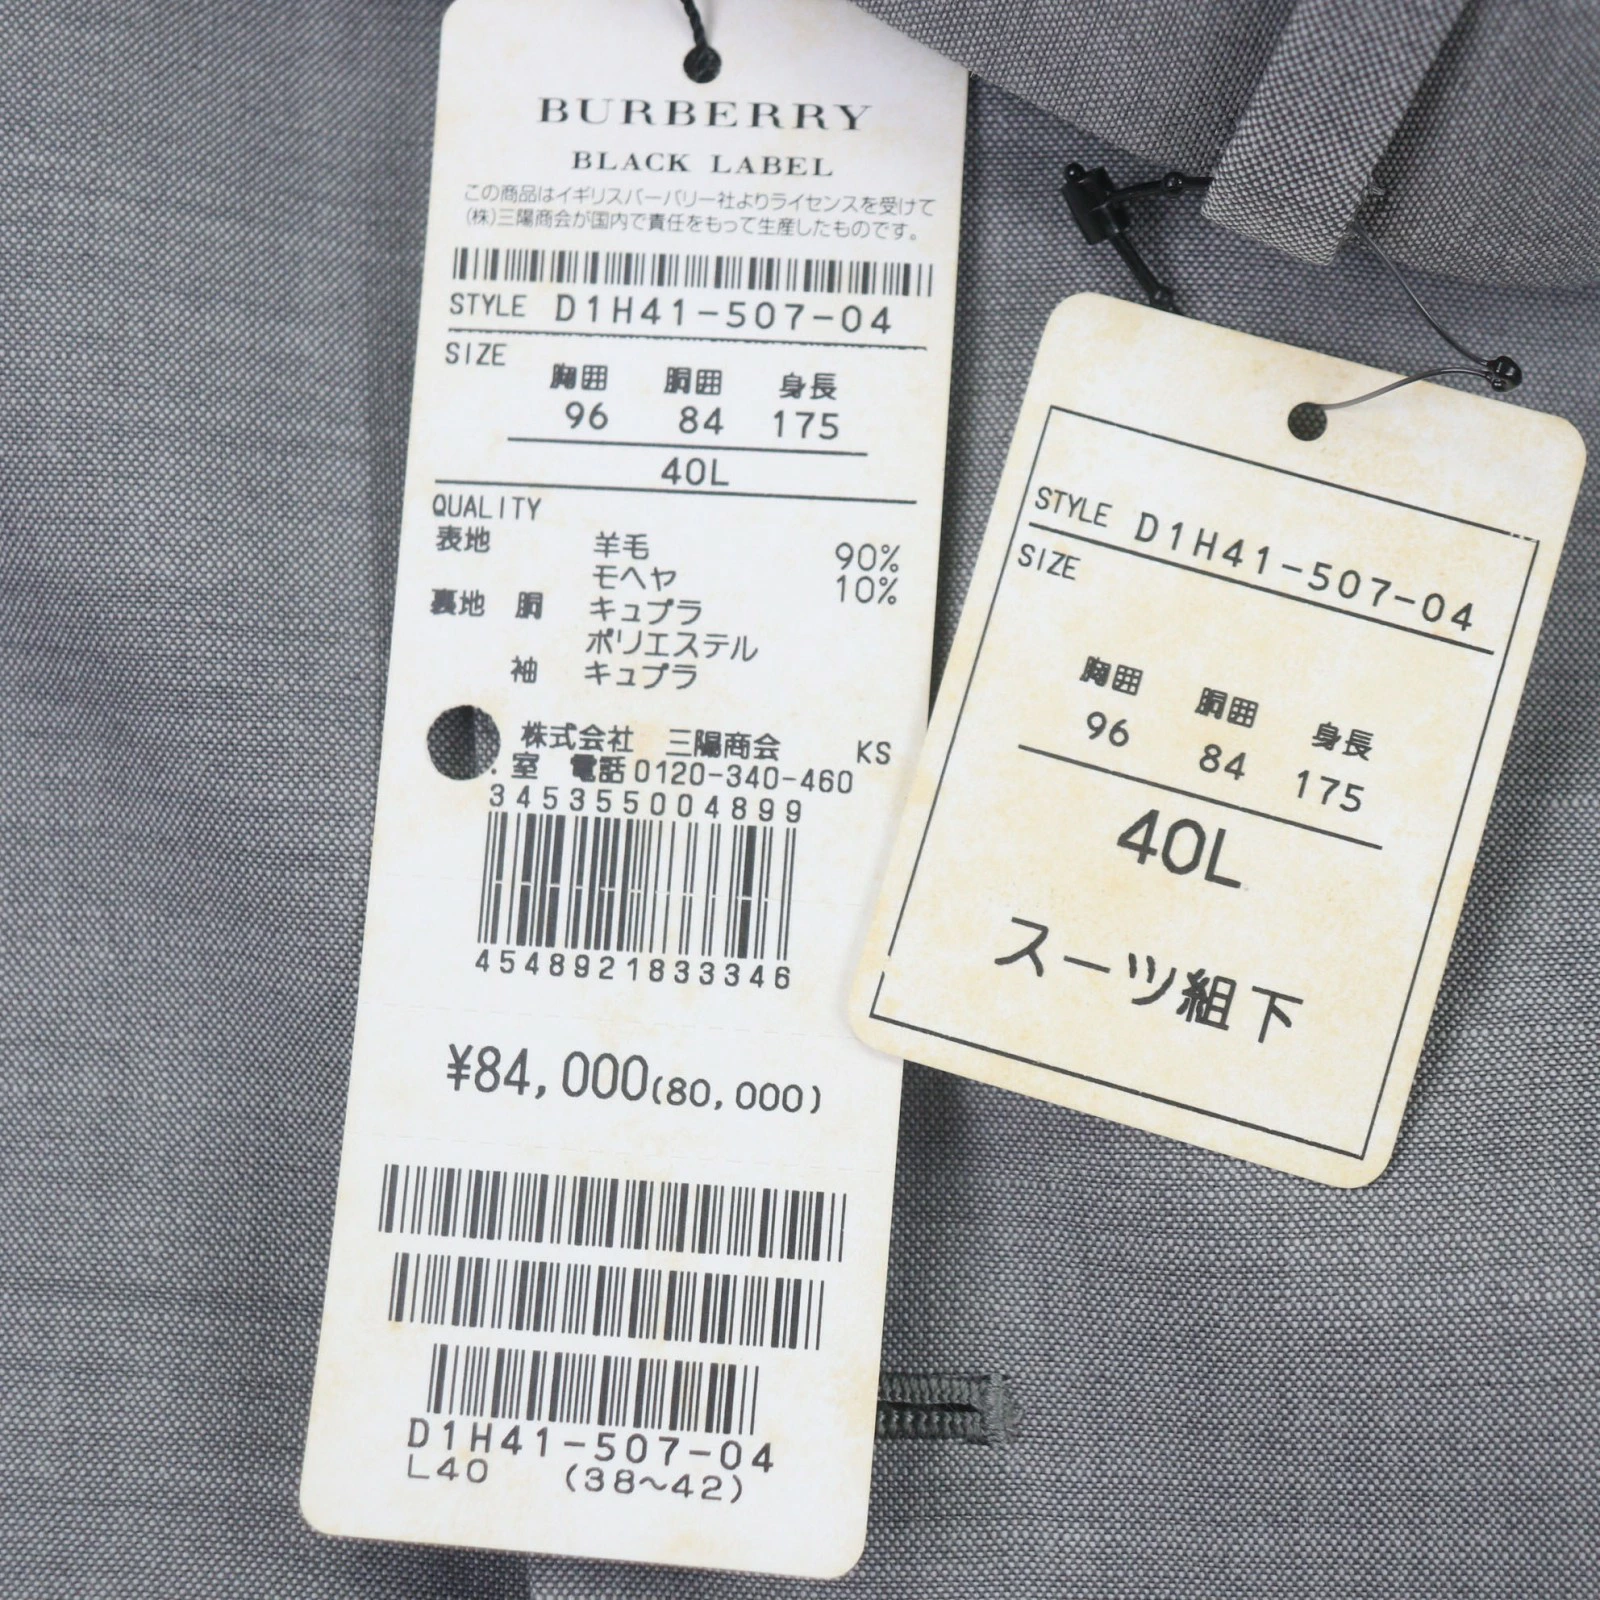 BURBERRY
BLACK LABEL
この商品はイギリスバーバリー社よりライセンスを受けて
(株)三陽商会が国内で責任をもって生産したものです。
STYLE D1H41-507-04
SIZE
胸囲 胴囲 身長
96 84 175
40L
QUALITY
表地 羊毛 90%
モヘヤ 10%
裏地 胴 キュプラ
ポリエステル
袖 キュプラ
株式会社 三陽商会 KS
室 電話0120-340-460
345355004899
4548921833346
¥84,000(80,000)
D1H41-507-04
L40 (38~42)
STYLE D1H41-507-04
SIZE
胸囲 胴囲 身長
96 84 175
40L
スーツ組下